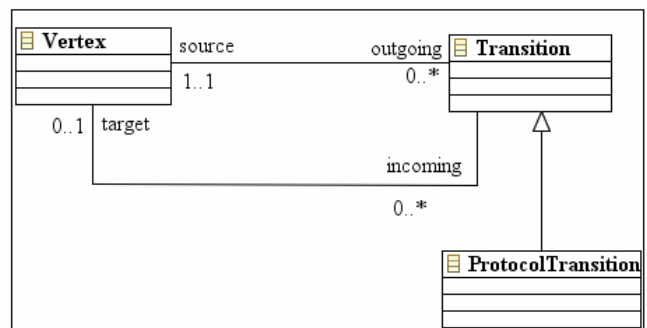 Vertex
source
outgoing
Transition
1..1
0..*
0..1
target
incoming
0..*
ProtocolTransition